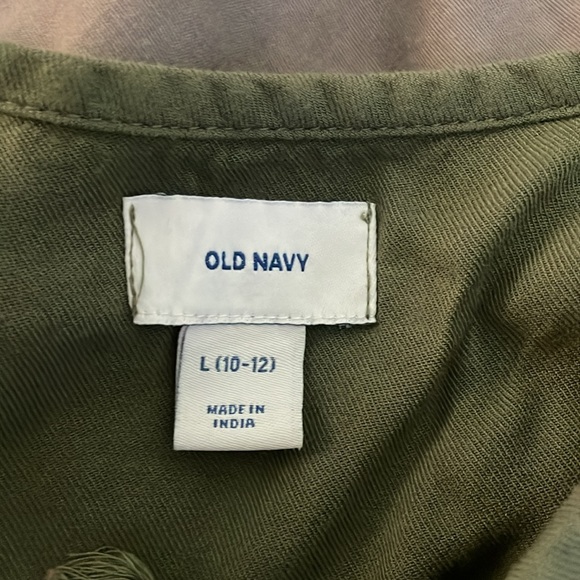 OLD NAVY
L (10-12)
MADE IN
INDIA